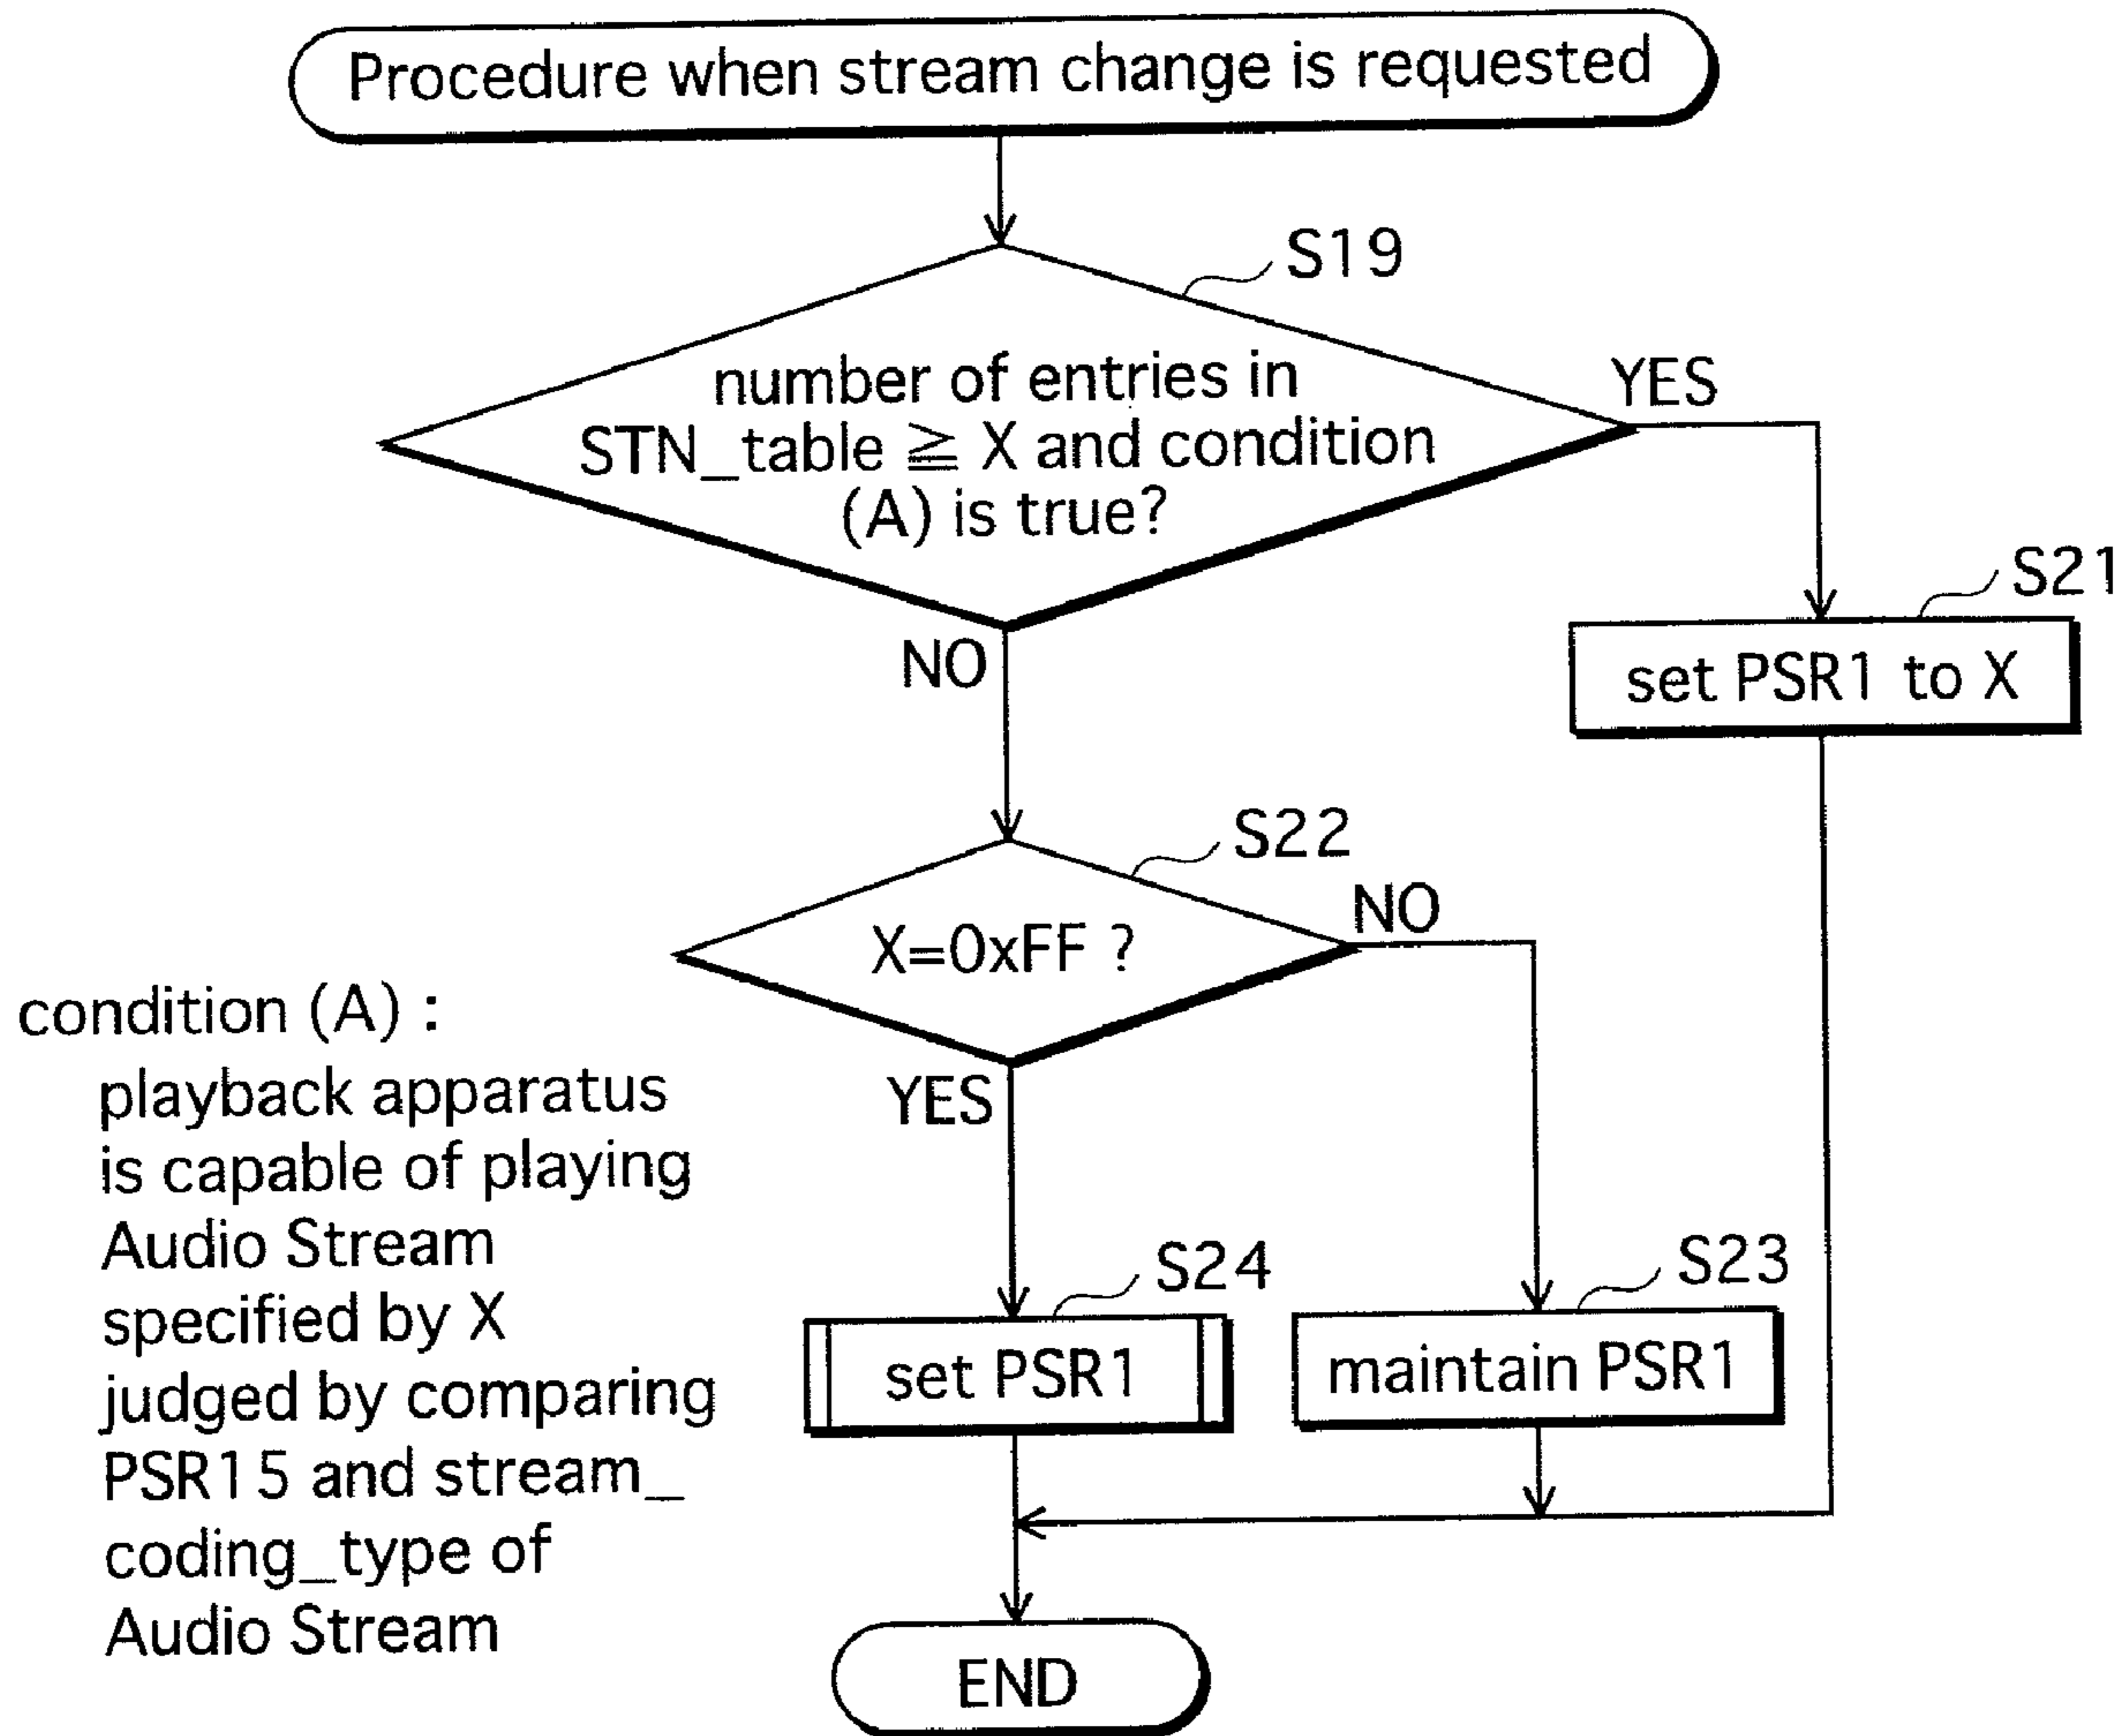 Procedure when stream change is requested
S19
number of entries in
STN_table ≧ X and condition
(A) is true?
YES
S21
set PSR1 to X
NO
S22
X=0xFF ?
NO
YES
condition (A) :
playback apparatus
is capable of playing
Audio Stream
specified by X
judged by comparing
PSR15 and stream_
coding_type of
Audio Stream
S24
set PSR1
S23
maintain PSR1
END